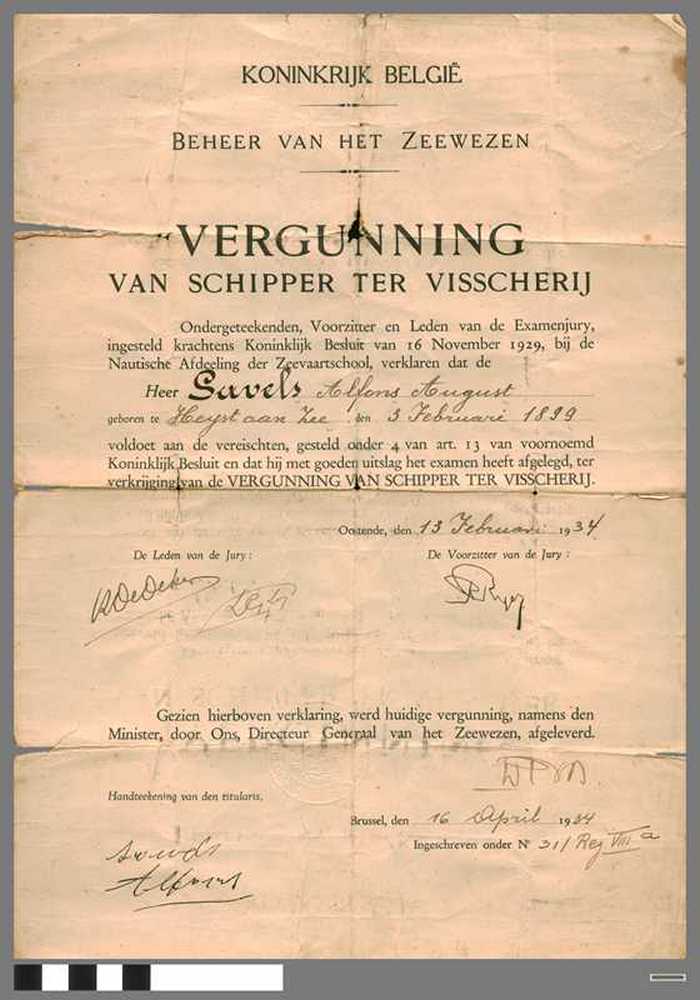 KONINKRIJK BELGIË
BEHEER VAN HET ZEEWEZEN
VERGUNNING
VAN SCHIPPER TER VISSCHERIJ
Ondergeteekenden, Voorzitter en Leden van de Examenjury,
ingesteld krachtens Koninklijk Besluit van 16 November 1929, bij de
Nautische Afdeeling der Zeevaartschool, verklaren dat de
Heer Savels Alfons August
geboren te Heyst aan Zee den 3 Februari 1899
voldoet aan de vereischten, gesteld onder 4 van art. 13 van voornoemd
Koninklijk Besluit en dat hij met goeden uitslag het examen heeft afgelegd, ter
verkrijging van de VERGUNNING VAN SCHIPPER TER VISSCHERIJ.
Oostende, den 13 Februari 1934
De Leden van de Jury :
De Voorzitter van de Jury :
Gezien hierboven verklaring, werd huidige vergunning, namens den
Minister, door Ons, Directeur Generaal van het Zeewezen, afgeleverd.
Handteekening van den titularis,
Brussel, den 16 April 1934
Ingeschreven onder N° 311 Reg VIII a
Alfons